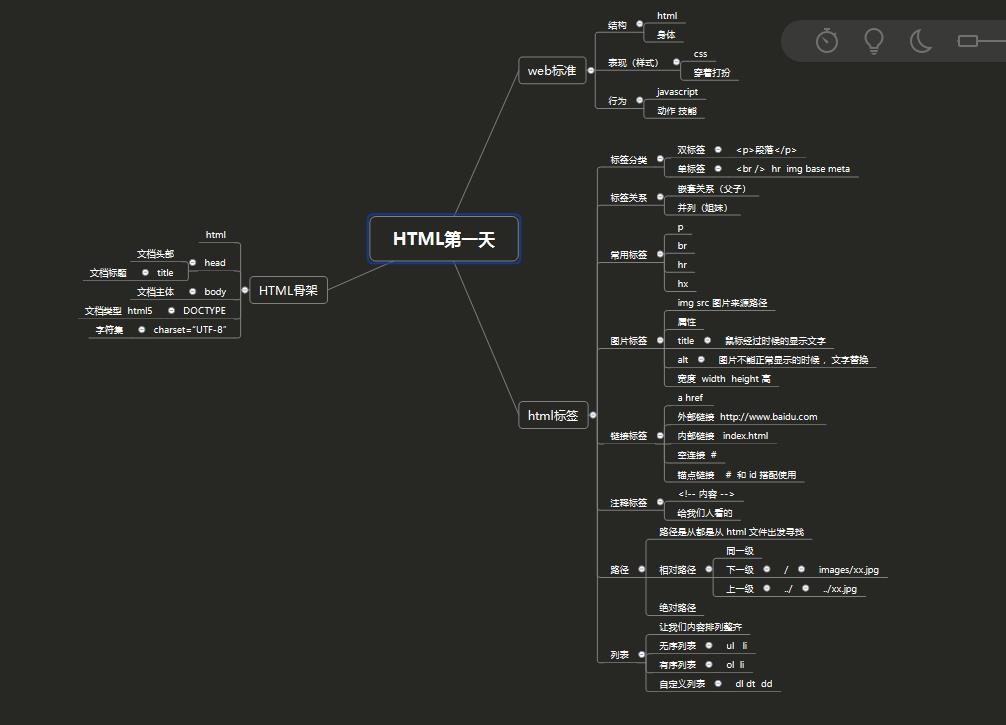 HTML第一天
web标准
结构
html
身体
表现（样式）
css
穿着打扮
行为
javascript
动作 技能
html标签
标签分类
双标签 <p>段落</p>
单标签 <br /> hr img base meta
标签关系
嵌套关系（父子）
并列（姐妹）
常用标签
p
br
hr
hx
图片标签
img src 图片来源路径
属性
title 鼠标经过时候的显示文字
alt 图片不能正常显示的时候 ，文字替换
宽度 width height 高
链接标签
a href
外部链接 http://www.baidu.com
内部链接 index.html
空连接 #
锚点链接 # 和 id 搭配使用
注释标签
<!-- 内容 -->
给我们人看的
路径
路径是从都是从 html 文件出发寻找
相对路径
同一级
下一级 / images/xx.jpg
上一级 ../ ../xx.jpg
绝对路径
列表
让我们内容排列整齐
无序列表 ul li
有序列表 ol li
自定义列表 dl dt dd
HTML骨架
html
head
文档头部
文档标题 title
文档主体 body
文档类型 html5 DOCTYPE
字符集 charset="UTF-8"